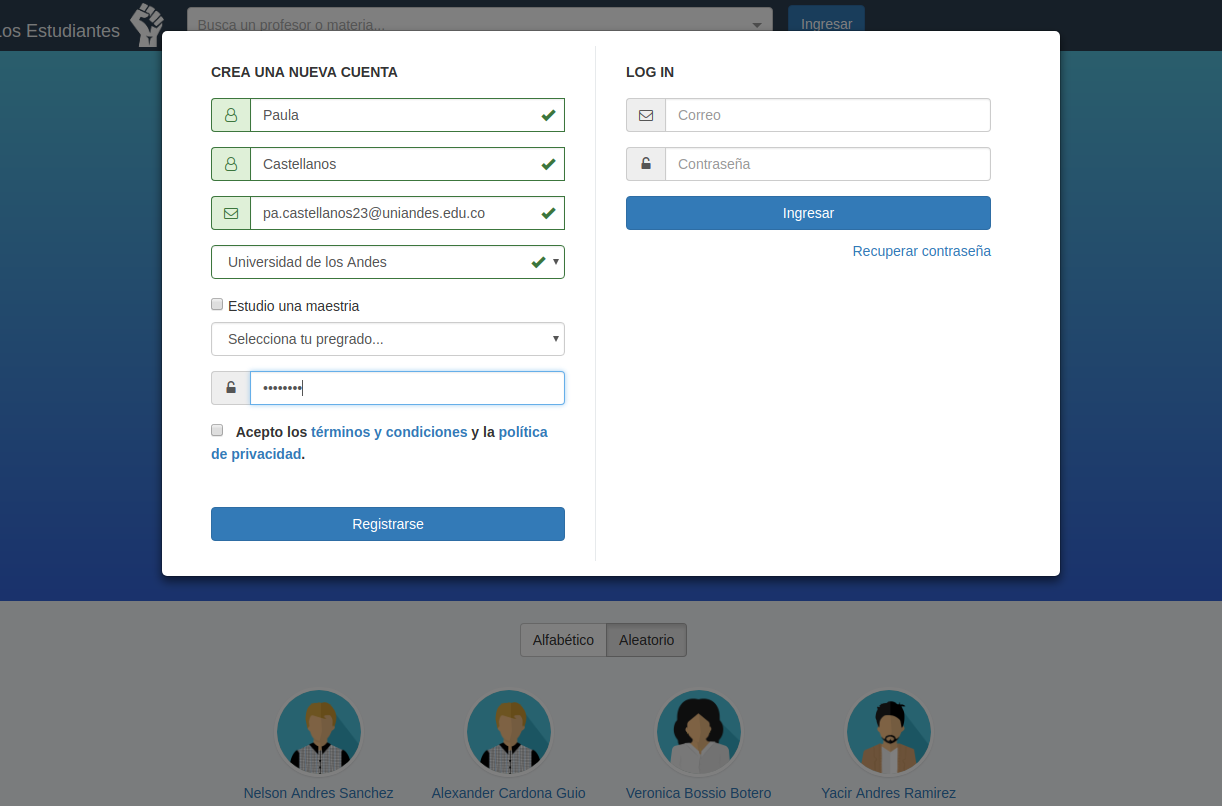 Los Estudiantes
Busca un profesor o materia...
Ingresar
CREA UNA NUEVA CUENTA
Paula
Castellanos
pa.castellanos23@uniandes.edu.co
Universidad de los Andes
Estudio una maestria
Selecciona tu pregrado...
••••••••
Acepto los términos y condiciones y la política
de privacidad.
Registrarse
LOG IN
Correo
Contraseña
Ingresar
Recuperar contraseña
Alfabético
Aleatorio
Nelson Andres Sanchez
Alexander Cardona Guio
Veronica Bossio Botero
Yacir Andres Ramirez